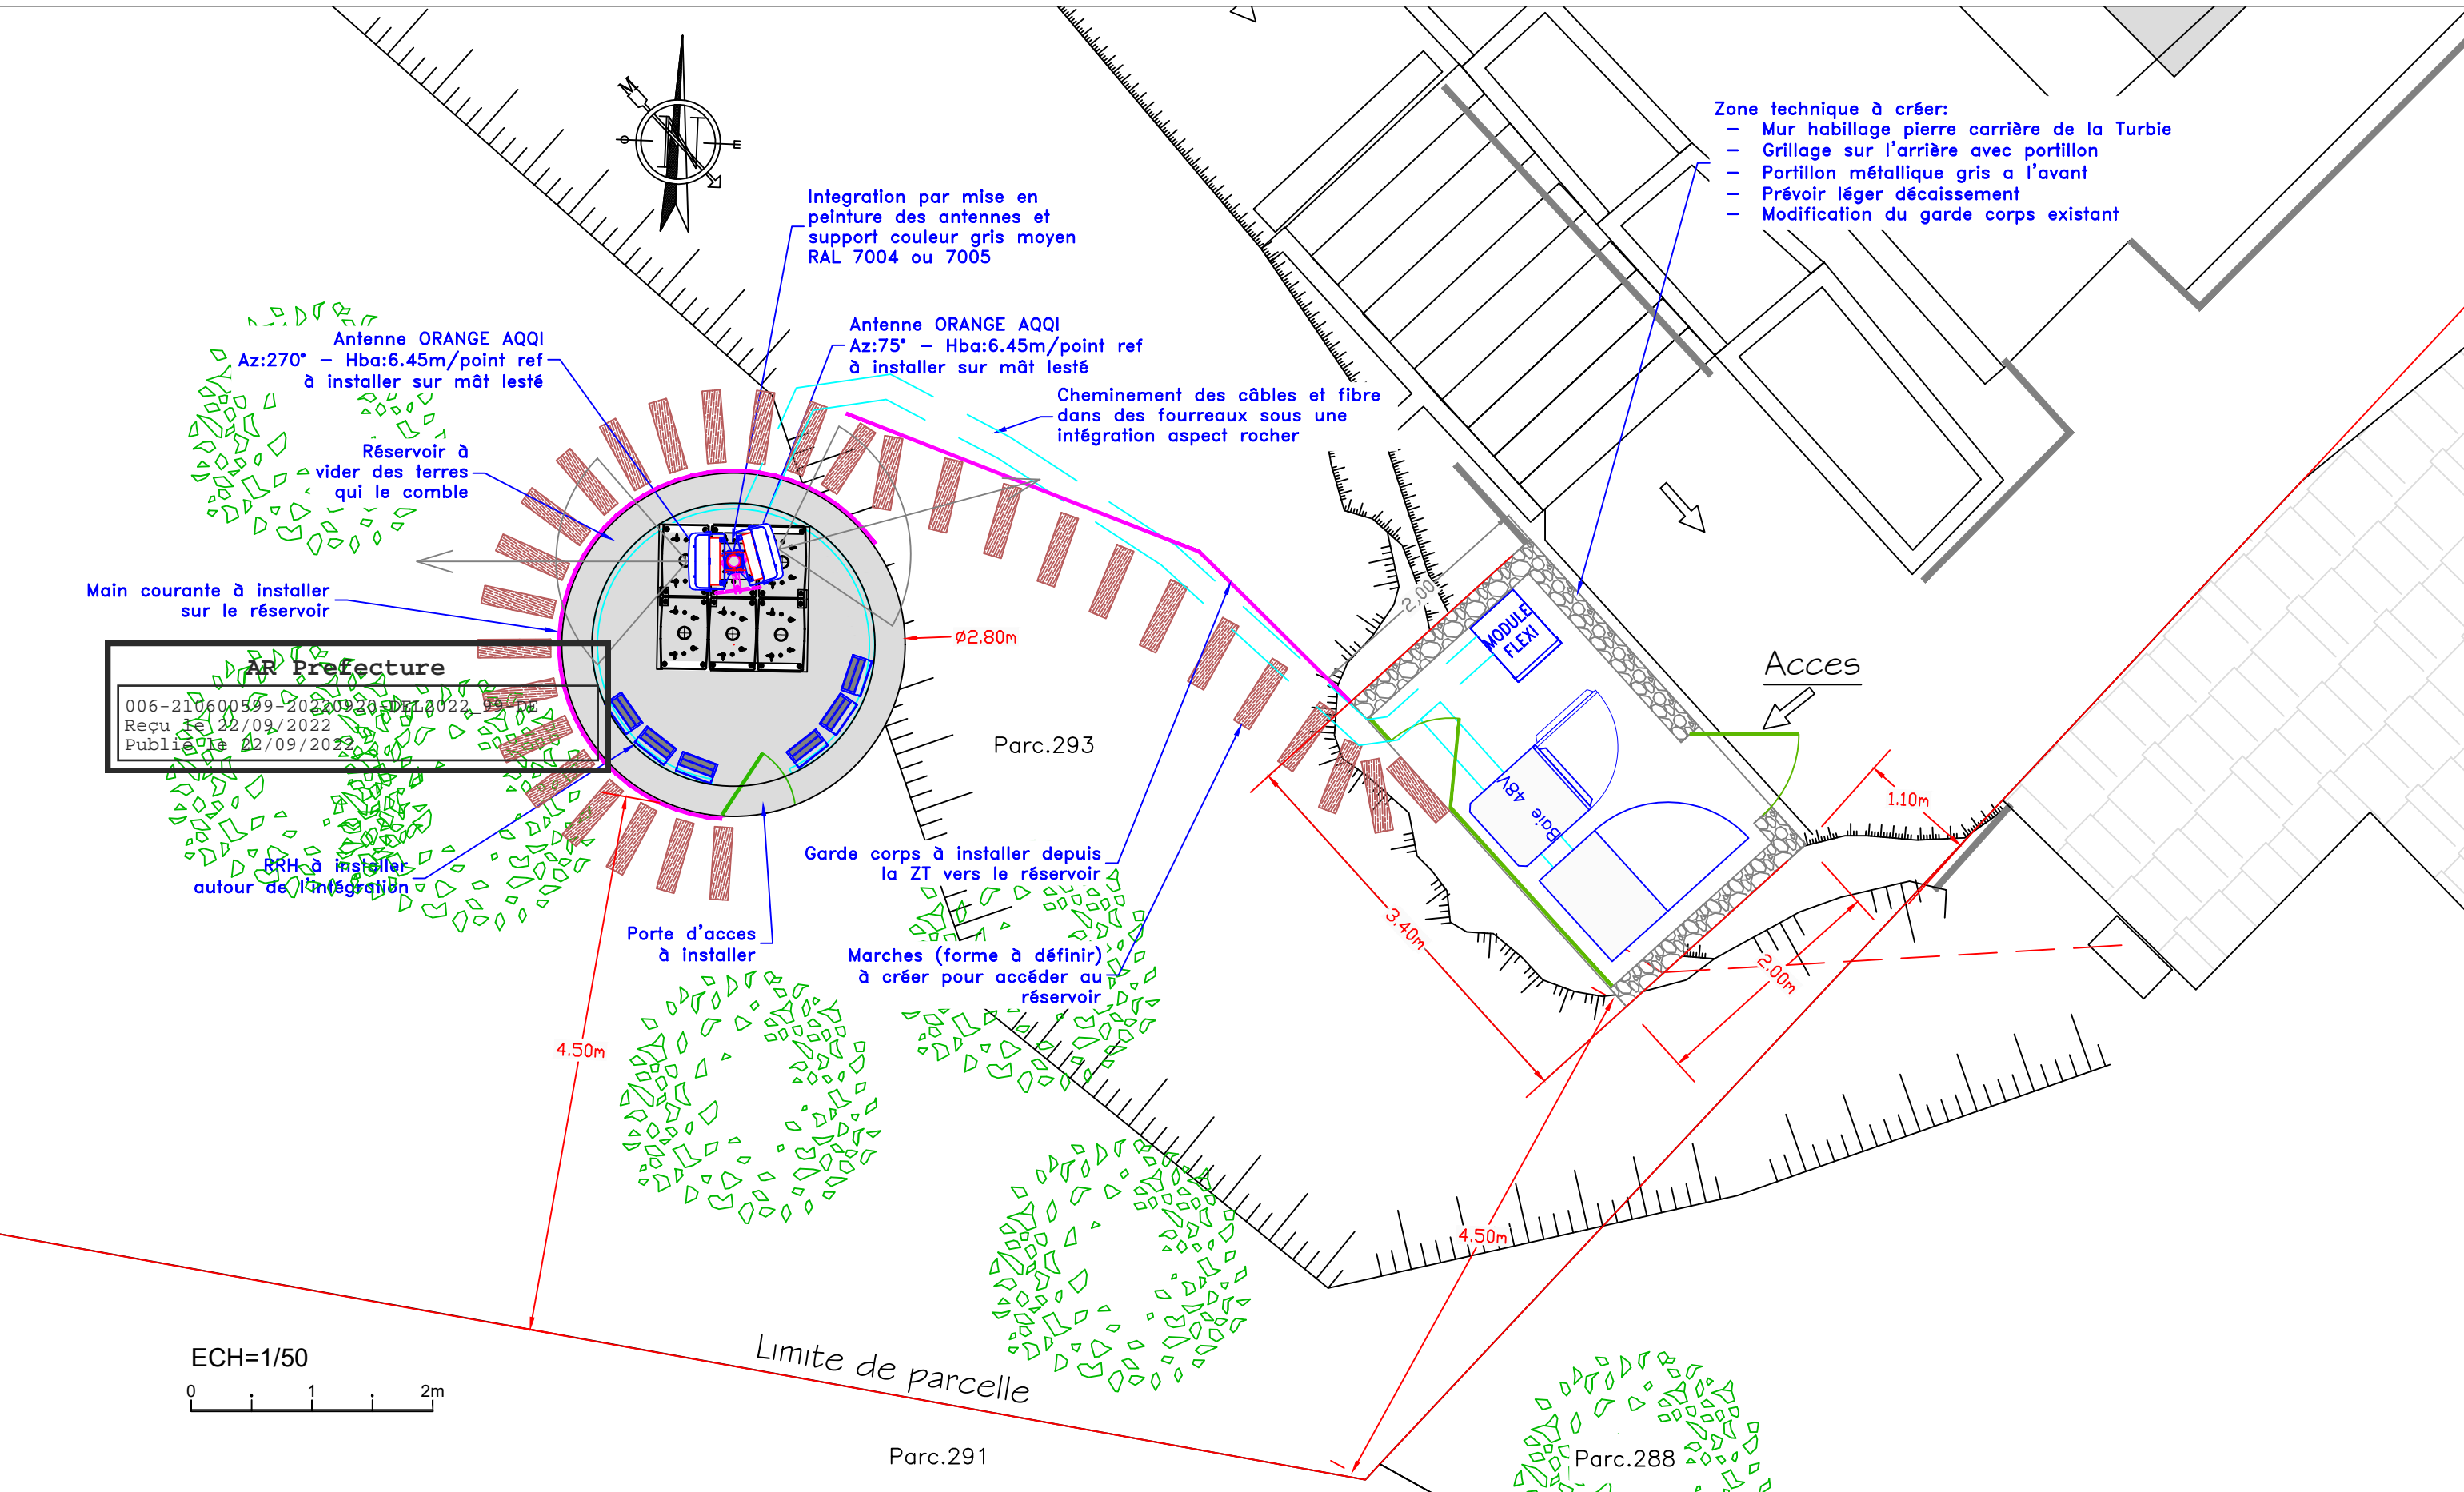 Zone technique à créer:
- Mur habillage pierre carrière de la Turbie
- Grillage sur l'arrière avec portillon
- Portillon métallique gris a l'avant
- Prévoir léger décaissement
- Modification du garde corps existant
M
N
O
E
Integration par mise en
peinture des antennes et
support couleur gris moyen
RAL 7004 ou 7005
Antenne ORANGE AQQI
Az:270° - Hba:6.45m/point ref
à installer sur mât lesté
Antenne ORANGE AQQI
Az:75° - Hba:6.45m/point ref
à installer sur mât lesté
Cheminement des câbles et fibre
dans des fourreaux sous une
intégration aspect rocher
Réservoir à
vider des terres
qui le comble
Main courante à installer
sur le réservoir
Ø2.80m
2.00
MODULE
FLEXI
Acces
AR Prefecture
006-210600599-20220920-DEL2022_99-DE
Reçu le 22/09/2022
Publié le 22/09/2022
Parc.293
Baie 48V
1.10m
RRH à installer
autour de l'intégration
Garde corps à installer depuis
la ZT vers le réservoir
3.40m
Porte d'acces
à installer
Marches (forme à définir)
à créer pour accéder au
réservoir
2.00m
4.50m
4.50m
Limite de parcelle
ECH=1/50
0 1 2m
Parc.291
Parc.288